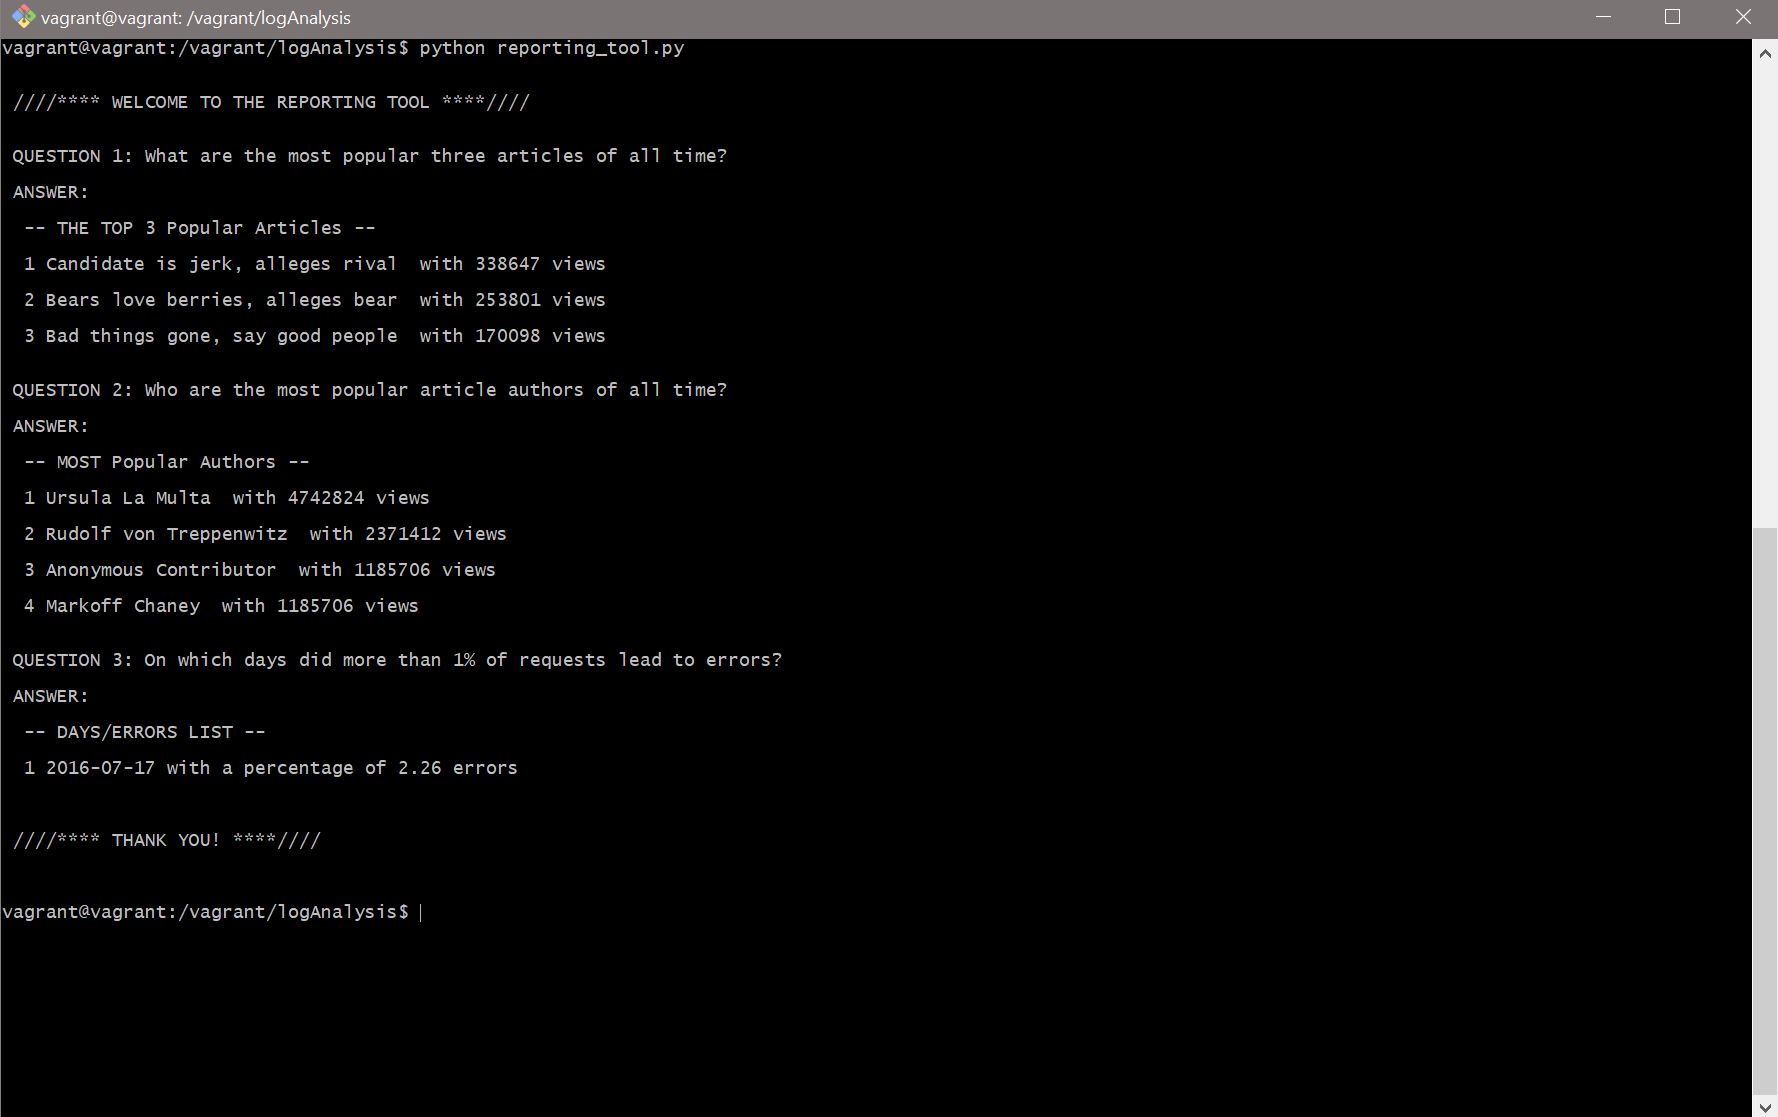 vagrant@vagrant: /vagrant/logAnalysis
vagrant@vagrant:/vagrant/logAnalysis$ python reporting_tool.py
////**** WELCOME TO THE REPORTING TOOL ****////
QUESTION 1: What are the most popular three articles of all time?
ANSWER:
-- THE TOP 3 Popular Articles --
1 Candidate is jerk, alleges rival  with 338647 views
2 Bears love berries, alleges bear  with 253801 views
3 Bad things gone, say good people  with 170098 views
QUESTION 2: Who are the most popular article authors of all time?
ANSWER:
-- MOST Popular Authors --
1 Ursula La Multa  with 4742824 views
2 Rudolf von Treppenwitz  with 2371412 views
3 Anonymous Contributor  with 1185706 views
4 Markoff Chaney  with 1185706 views
QUESTION 3: On which days did more than 1% of requests lead to errors?
ANSWER:
-- DAYS/ERRORS LIST --
1 2016-07-17 with a percentage of 2.26 errors
////**** THANK YOU! ****////
vagrant@vagrant:/vagrant/logAnalysis$